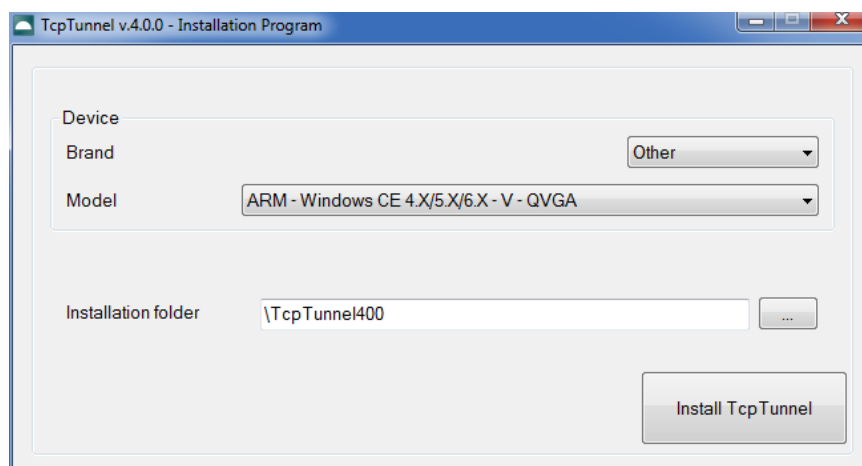 TcpTunnel v.4.0.0 - Installation Program
Device
Brand
Other
Model
ARM - Windows CE 4.X/5.X/6.X - V - QVGA
Installation folder
\TcpTunnel400
...
Install TcpTunnel